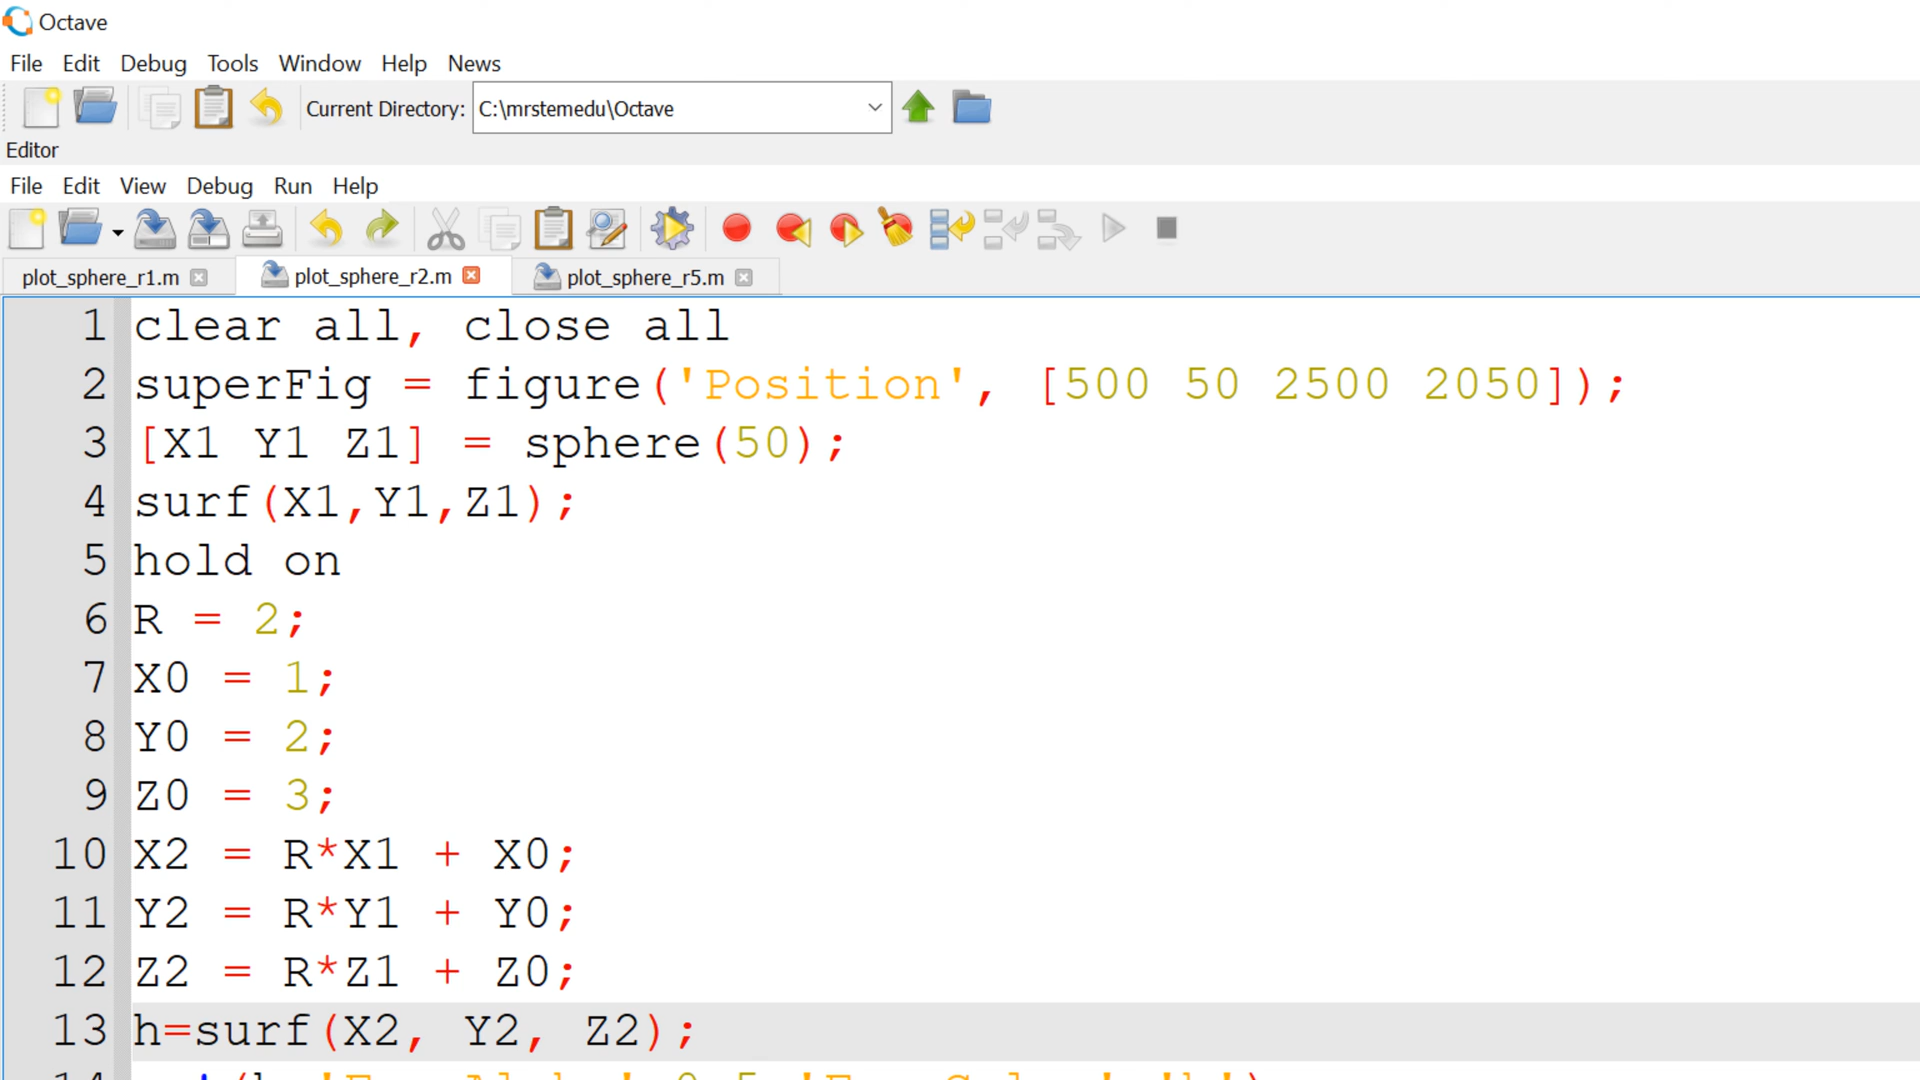 Octave
File Edit Debug Tools Window Help News
Current Directory: C:\mrstemedu\Octave
Editor
File Edit View Debug Run Help
plot_sphere_r1.m plot_sphere_r2.m plot_sphere_r5.m
1 clear all, close all
2 superFig = figure('Position', [500 50 2500 2050]);
3 [X1 Y1 Z1] = sphere(50);
4 surf(X1,Y1,Z1);
5 hold on
6 R = 2;
7 X0 = 1;
8 Y0 = 2;
9 Z0 = 3;
10 X2 = R*X1 + X0;
11 Y2 = R*Y1 + Y0;
12 Z2 = R*Z1 + Z0;
13 h=surf(X2, Y2, Z2);
14